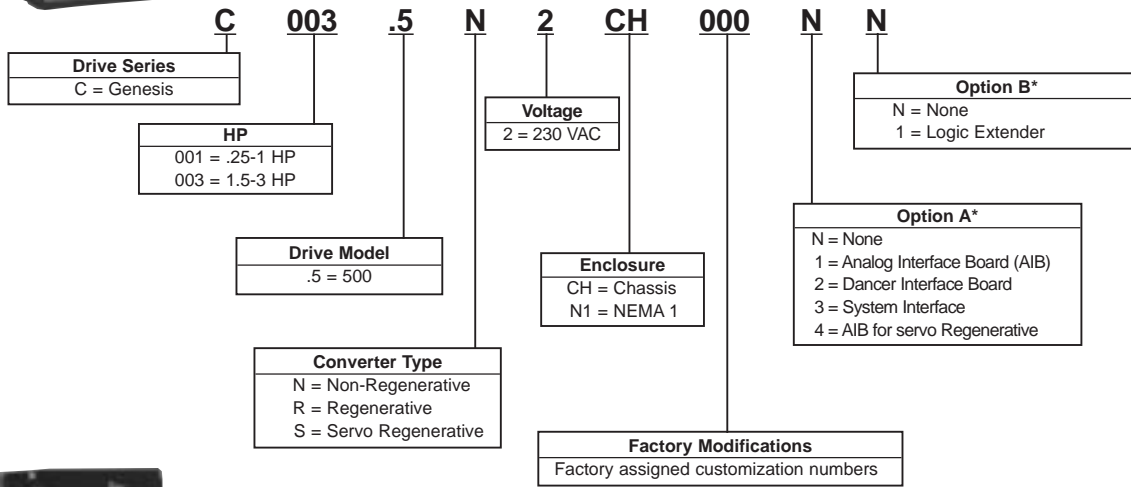 C 003 .5 N 2 CH 000 N N
Drive Series
C = Genesis
HP
001 = .25-1 HP
003 = 1.5-3 HP
Drive Model
.5 = 500
Converter Type
N = Non-Regenerative
R = Regenerative
S = Servo Regenerative
Voltage
2 = 230 VAC
Enclosure
CH = Chassis
N1 = NEMA 1
Factory Modifications
Factory assigned customization numbers
Option A*
N = None
1 = Analog Interface Board (AIB)
2 = Dancer Interface Board
3 = System Interface
4 = AIB for servo Regenerative
Option B*
N = None
1 = Logic Extender